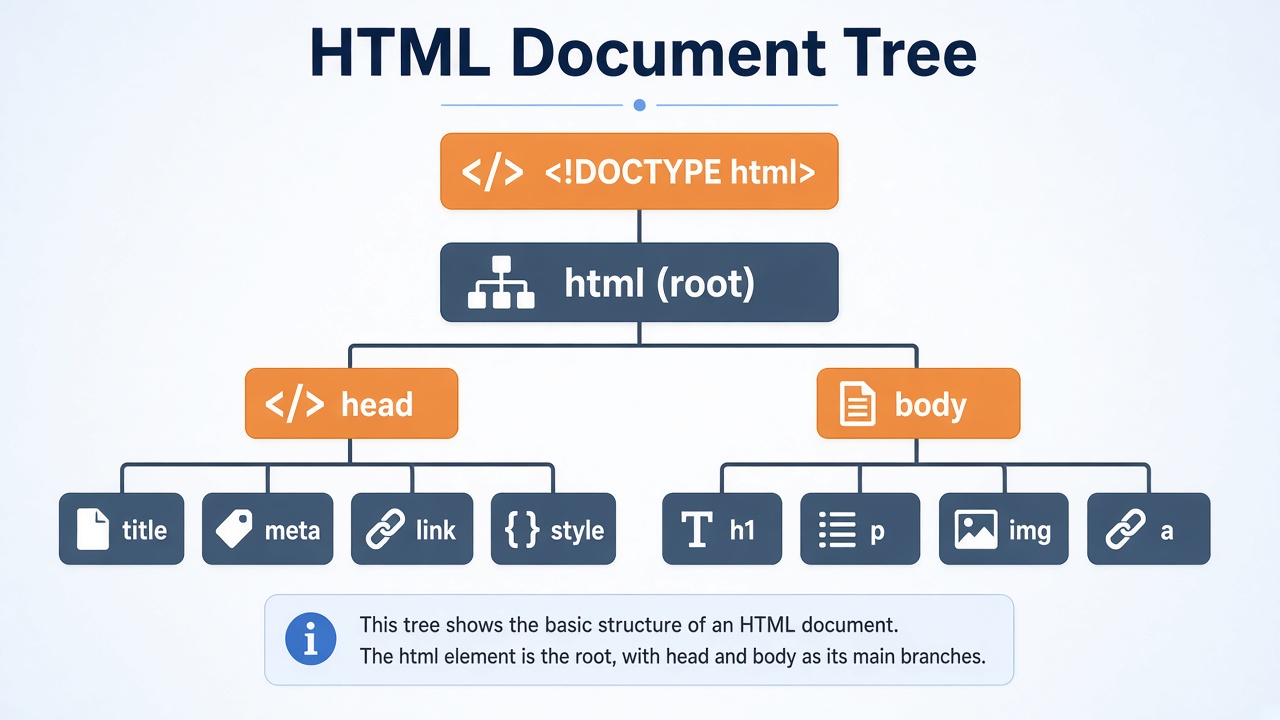 HTML Document Tree
</> <!DOCTYPE html>
html (root)
</> head
body
title
meta
link
{} style
T h1
p
img
a
i
This tree shows the basic structure of an HTML document.
The html element is the root, with head and body as its main branches.